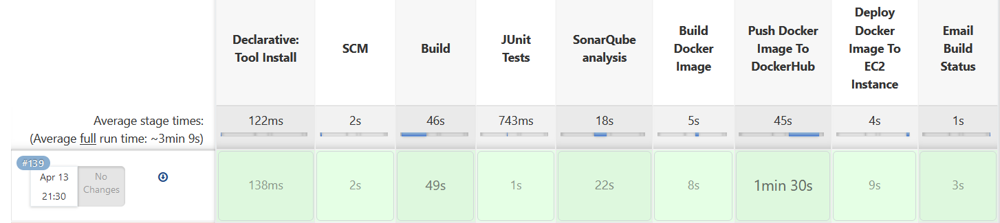 Declarative:
Tool Install
SCM
Build
JUnit
Tests
SonarQube
analysis
Build
Docker
Image
Push Docker
Image To
DockerHub
Deploy
Docker
Image To
EC2
Instance
Email
Build
Status
Average stage times:
(Average full run time: ~3min 9s)
122ms
2s
46s
743ms
18s
5s
45s
4s
1s
#139
Apr 13
21:30
No
Changes
138ms
2s
49s
1s
22s
8s
1min 30s
9s
3s